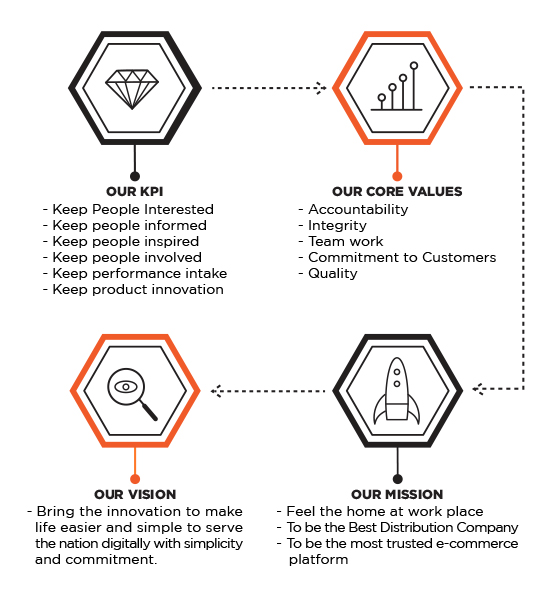 OUR KPI
- Keep People Interested
- Keep people informed
- Keep people inspired
- Keep people involved
- Keep performance intake
- Keep product innovation
OUR CORE VALUES
- Accountability
- Integrity
- Team work
- Commitment to Customers
- Quality
OUR VISION
- Bring the innovation to make
life easier and simple to serve
the nation digitally with simplicity
and commitment.
OUR MISSION
- Feel the home at work place
- To be the Best Distribution Company
- To be the most trusted e-commerce
platform